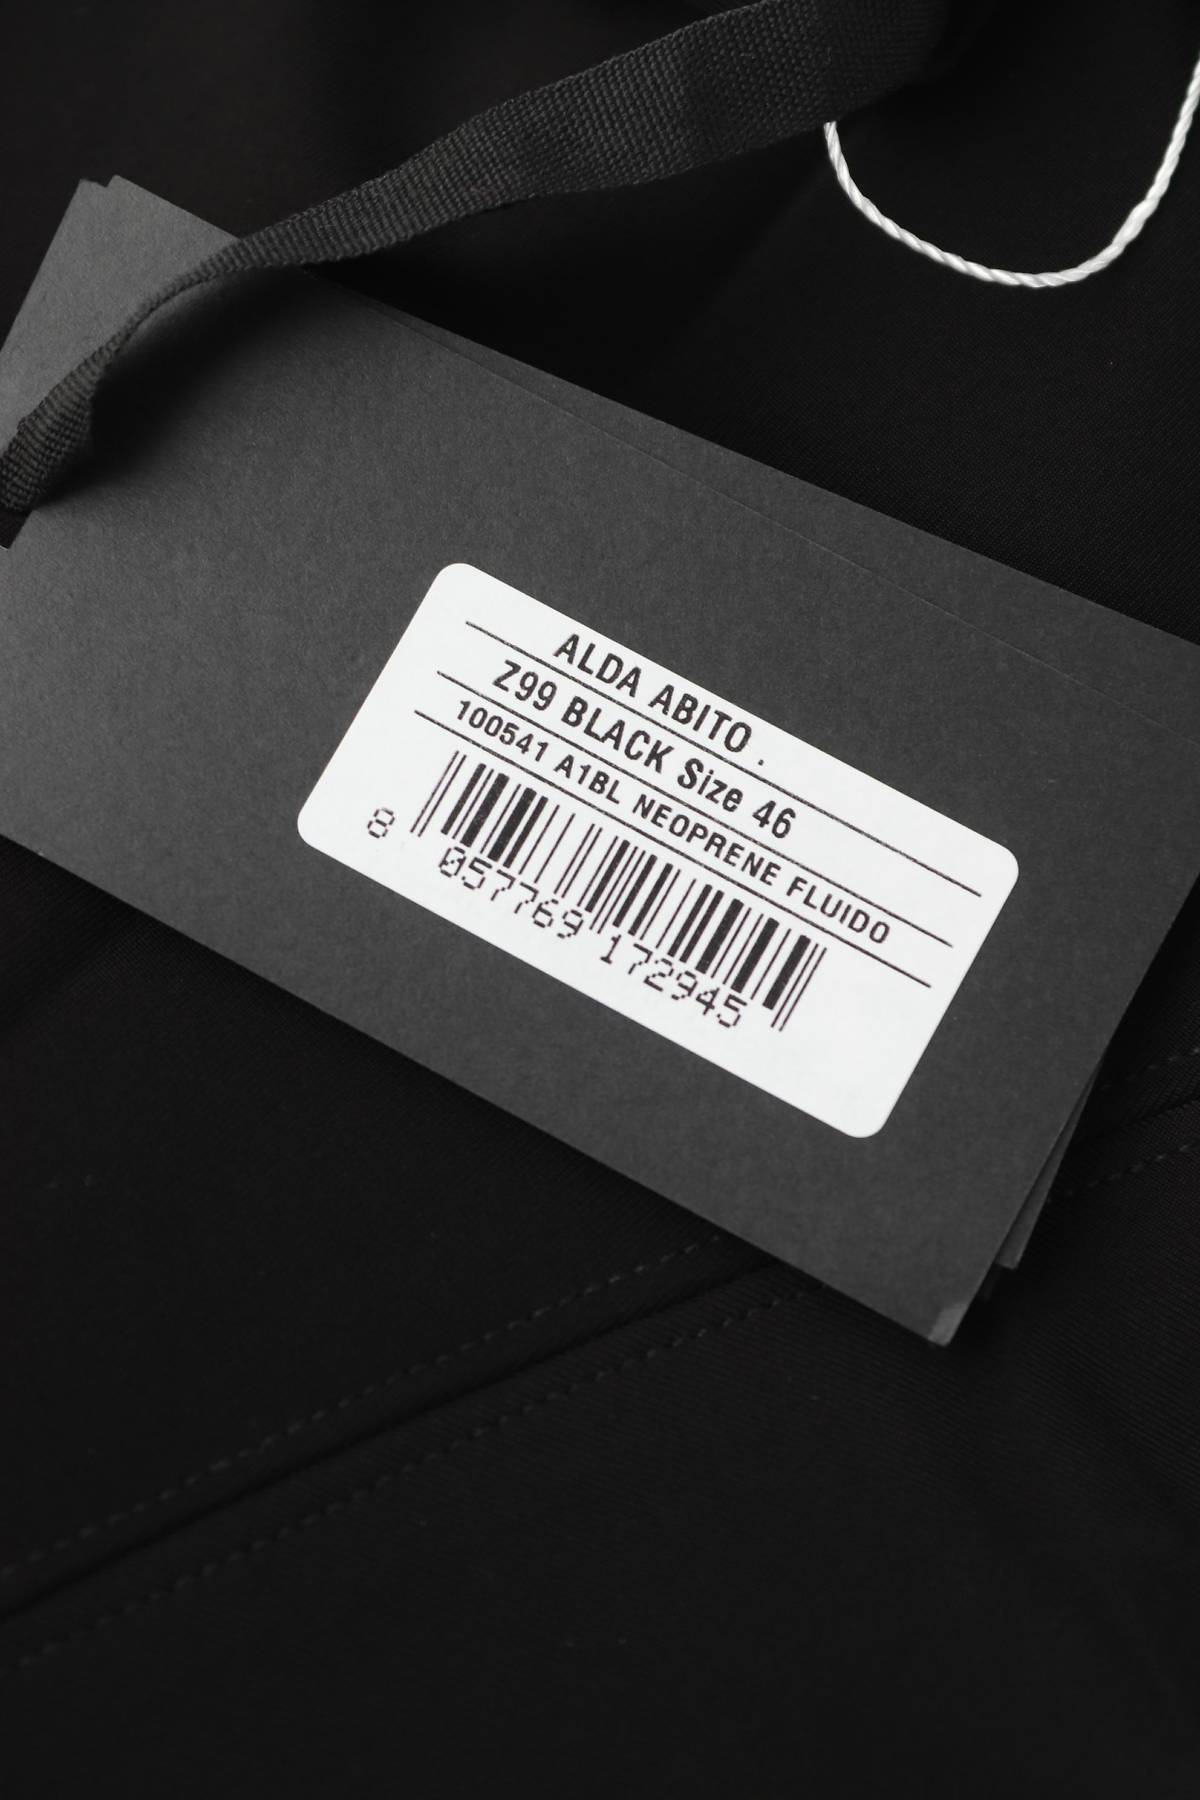 ALDA ABITO .
Z99 BLACK Size 46
100541 A1BL NEOPRENE FLUIDO
8 057769 172945